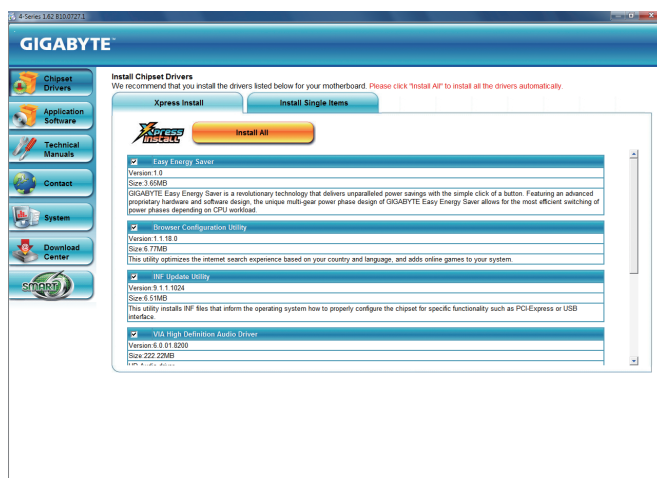 4-Series 1.62 B10.0727.1
GIGABYTE™
Chipset
Drivers
Application
Software
Technical
Manuals
Contact
System
Download
Center
SMART
Install Chipset Drivers
We recommend that you install the drivers listed below for your motherboard. Please click "Install All" to install all the drivers automatically.
Xpress Install
Install Single Items
Xpress
Install
Install All
Easy Energy Saver
Version:1.0
Size:3.65MB
GIGABYTE Easy Energy Saver is a revolutionary technology that delivers unparalleled power savings with the simple click of a button. Featuring an advanced
proprietary hardware and software design, the unique multi-gear power phase design of GIGABYTE Easy Energy Saver allows for the most efficient switching of
power phases depending on CPU workload.
Browser Configuration Utility
Version:1.1.18.0
Size:6.77MB
This utility optimizes the internet search experience based on your country and language, and adds online games to your system.
INF Update Utility
Version:9.1.1.1024
Size:6.51MB
This utility installs INF files that inform the operating system how to properly configure the chipset for specific functionality such as PCI-Express or USB
interface.
VIA High Definition Audio Driver
Version:6.0.01.8200
Size:222.22MB
HD Audio driver